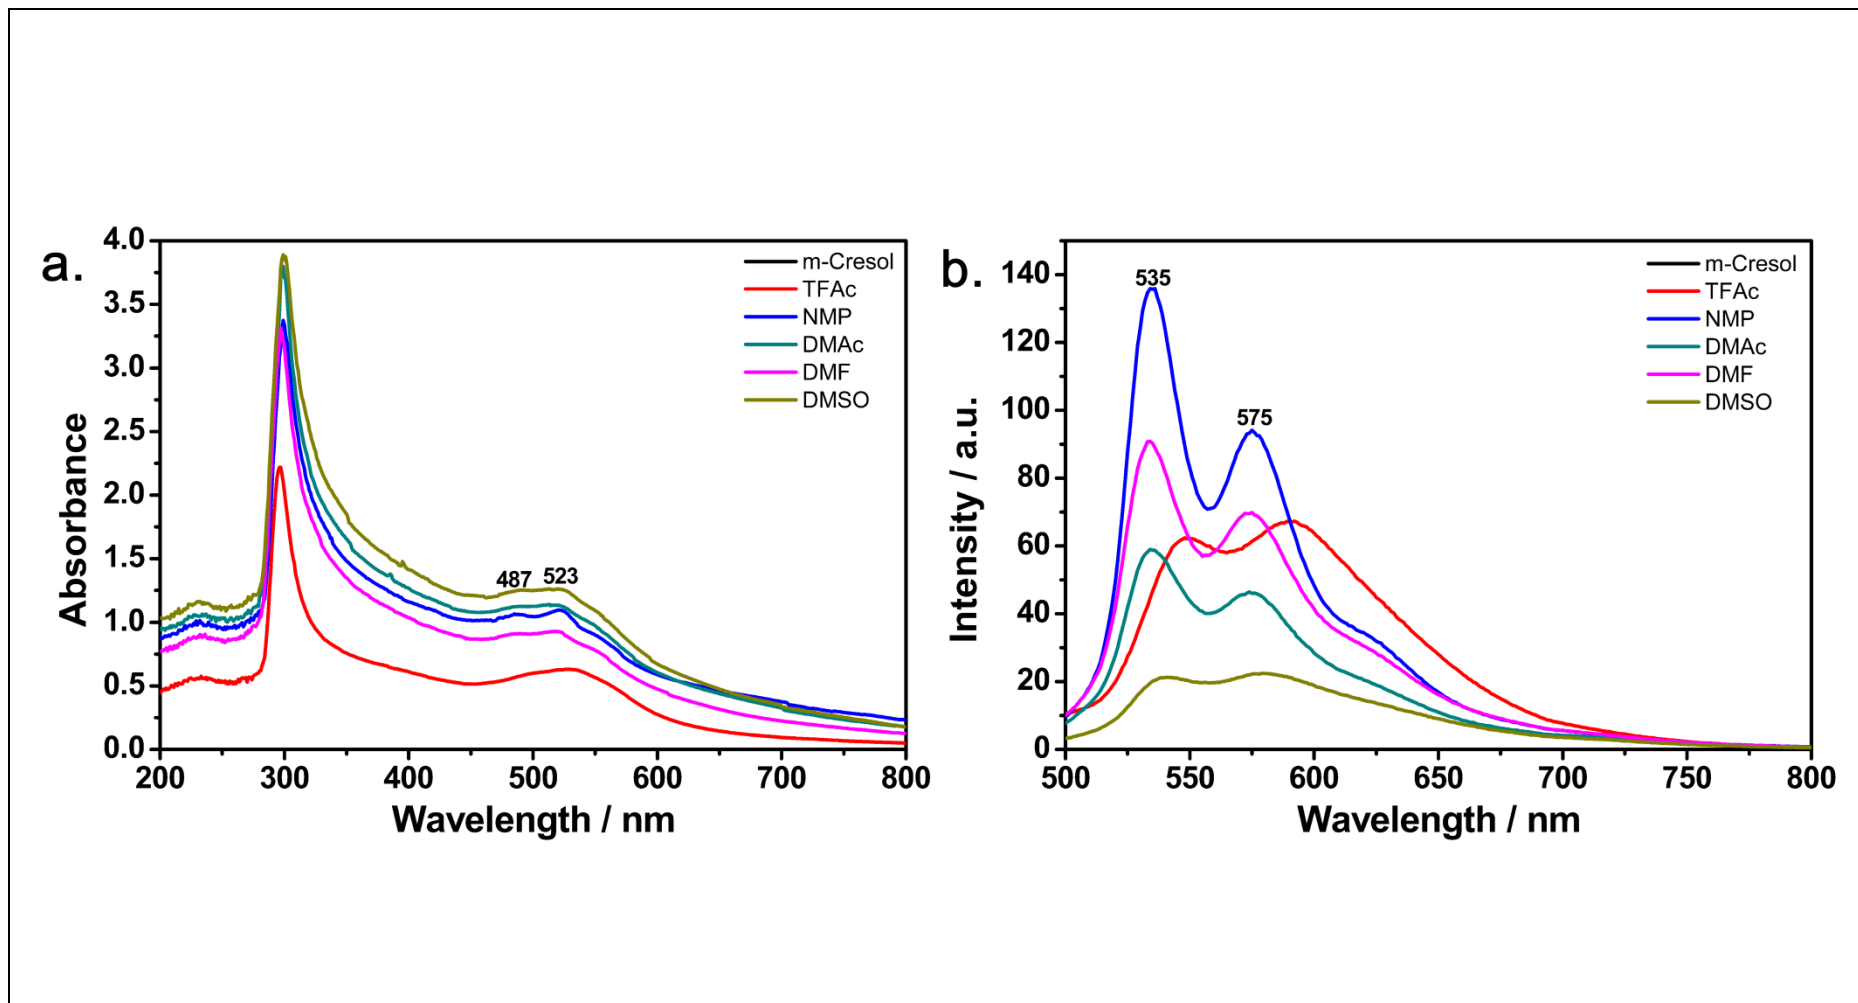 a.
4.0
3.5
3.0
2.5
2.0
1.5
1.0
0.5
0.0
Absorbance
m-Cresol
TFAc
NMP
DMAc
DMF
DMSO
487
523
200
300
400
500
600
700
800
Wavelength / nm
b.
140
120
100
80
60
40
20
0
Intensity / a.u.
m-Cresol
TFAc
NMP
DMAc
DMF
DMSO
535
575
500
550
600
650
700
750
800
Wavelength / nm